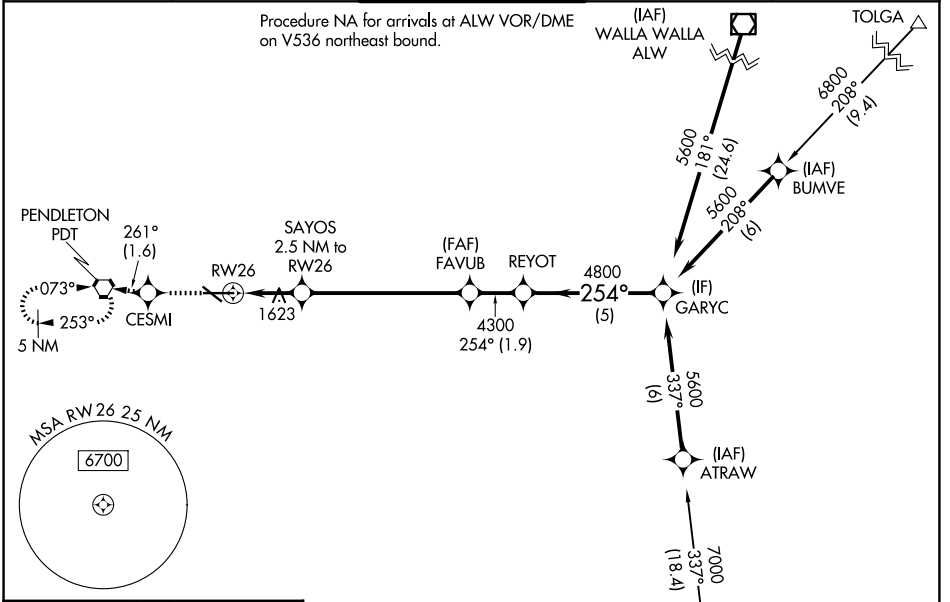 Procedure NA for arrivals at ALW VOR/DME
on V536 northeast bound.
(IAF)
WALLA WALLA
ALW
TOLGA
6800
208°
(9.4)
5600
181°
(24.6)
(IAF)
BUMVE
5600
208°
(6)
PENDLETON
PDT
261°
(1.6)
RW26
SAYOS
2.5 NM to
RW26
(FAF)
FAVUB
REYOT
4800
254°
(5)
(IF)
GARYC
073°
253°
5 NM
CESMI
1623
4300
254° (1.9)
5600
337°
(6)
(IAF)
ATRAW
MSA RW 26 25 NM
6700
7000
337°
(18.4)